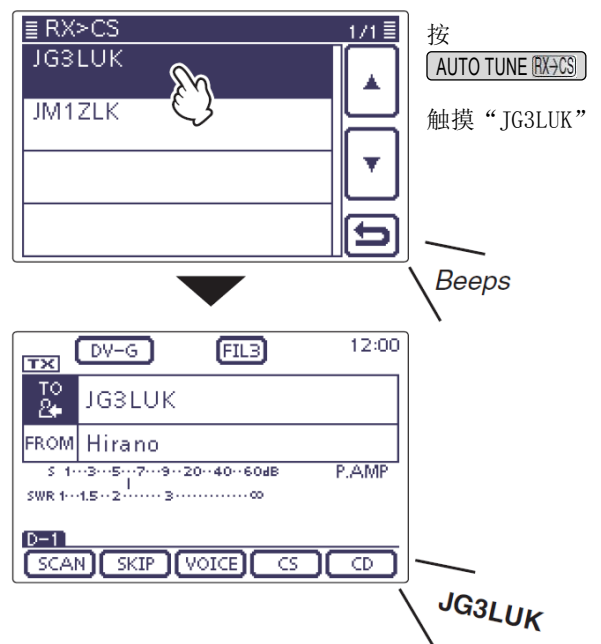 RX>CS 1/1
JG3LUK
JM1ZLK
按
AUTO TUNE RX→CS
触摸“JG3LUK”
Beeps
DV-G FIL3 12:00
TX
TO JG3LUK
FROM Hirano
S 1···3···5···7···9··20··40··60dB P.AMP
SWR 1···1.5··2······· 3·············∞
D-1
SCAN SKIP VOICE CS CD
JG3LUK